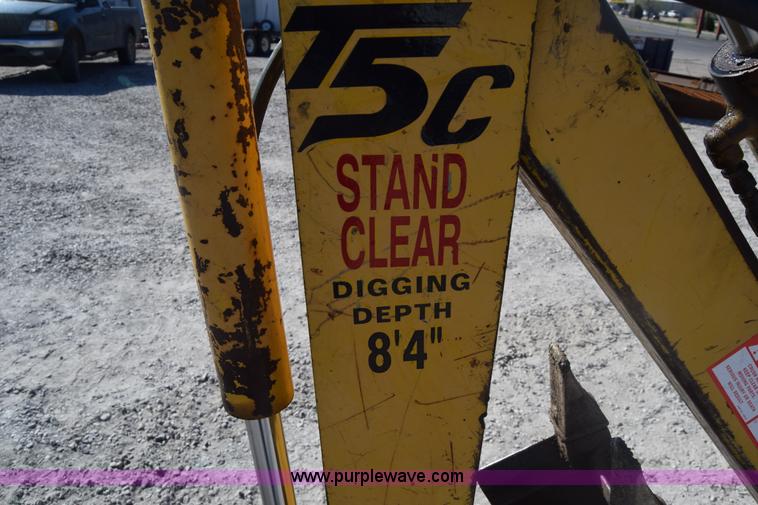 T5C
STAND
CLEAR
DIGGING
DEPTH
8'4"
www.purplewave.com